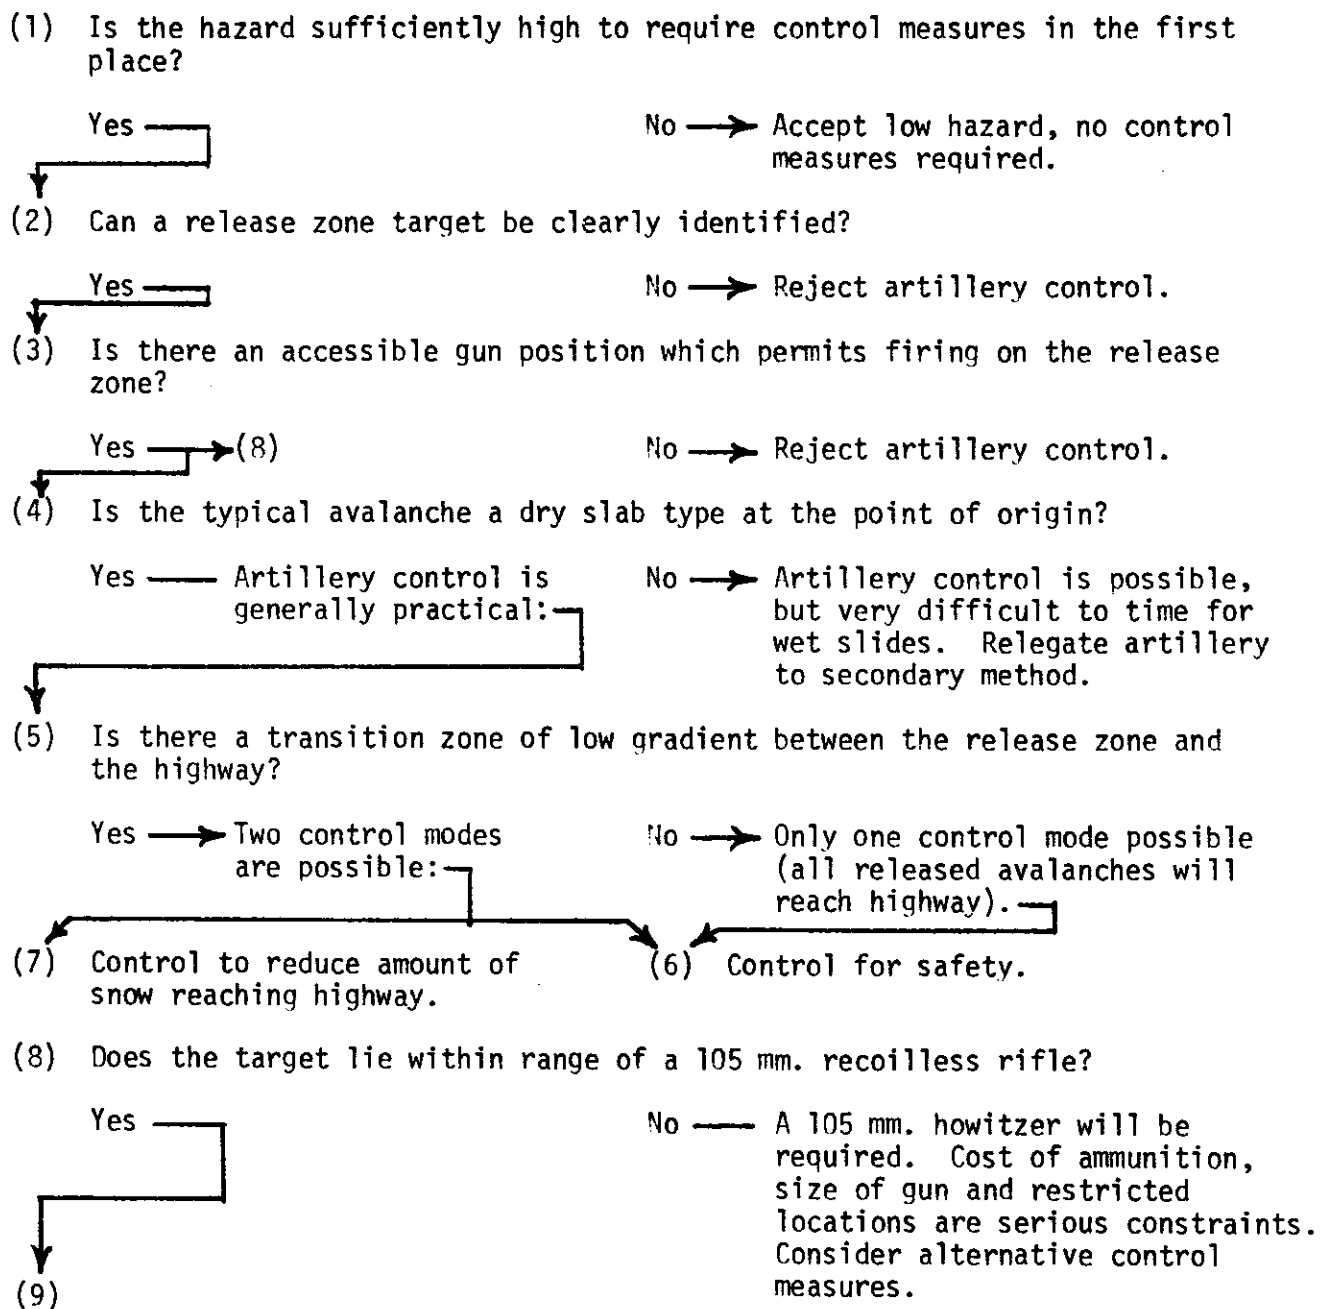 (1) Is the hazard sufficiently high to require control measures in the first
place?
Yes
No
Accept low hazard, no control
measures required.
(2) Can a release zone target be clearly identified?
Yes
No
Reject artillery control.
(3) Is there an accessible gun position which permits firing on the release
zone?
Yes
(8)
No
Reject artillery control.
(4) Is the typical avalanche a dry slab type at the point of origin?
Yes
Artillery control is
generally practical:
No
Artillery control is possible,
but very difficult to time for
wet slides. Relegate artillery
to secondary method.
(5) Is there a transition zone of low gradient between the release zone and
the highway?
Yes
Two control modes
are possible:
No
Only one control mode possible
(all released avalanches will
reach highway).
(7) Control to reduce amount of
snow reaching highway.
(6) Control for safety.
(8) Does the target lie within range of a 105 mm. recoilless rifle?
Yes
No
A 105 mm. howitzer will be
required. Cost of ammunition,
size of gun and restricted
locations are serious constraints.
Consider alternative control
measures.
(9)